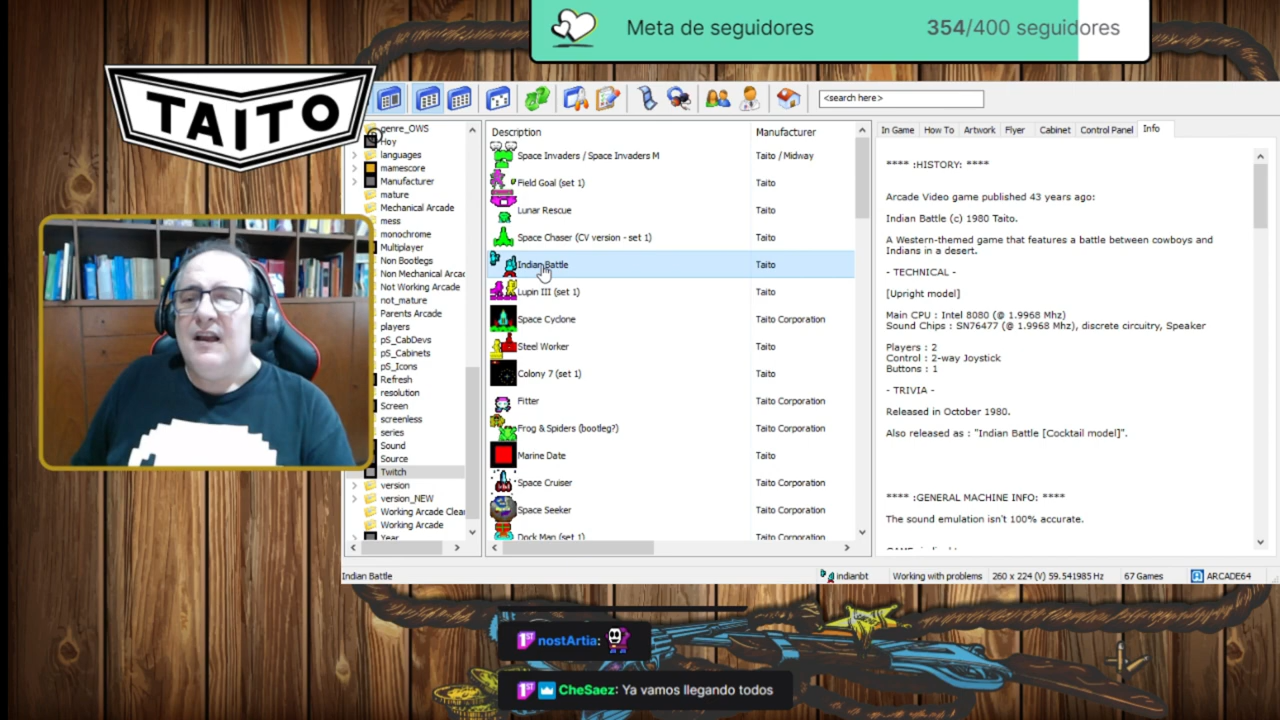 Meta de seguidores
354/400 seguidores
TAITO
<search here>
genre_OWS
Hoy
languages
mamescore
Manufacturer
mature
Mechanical Arcade
mess
monochrome
Multiplayer
Non Bootlegs
Non Mechanical Arcad
Not Working Arcade
not_mature
Parents Arcade
players
pS_CabDevs
pS_Cabinets
pS_Icons
Refresh
resolution
Screen
screenless
series
Sound
Source
Twitch
version
version_NEW
Working Arcade Clea
Working Arcade
Year
Description Manufacturer
Space Invaders / Space Invaders M Taito / Midway
Field Goal (set 1) Taito
Lunar Rescue Taito
Space Chaser (CV version - set 1) Taito
Indian Battle Taito
Lupin III (set 1) Taito
Space Cyclone Taito Corporation
Steel Worker Taito
Colony 7 (set 1) Taito
Fitter Taito Corporation
Frog & Spiders (bootleg?) Taito Corporation
Marine Date Taito
Space Cruiser Taito Corporation
Space Seeker Taito Corporation
Dock Man (set 1) Taito Corporation
In Game How To Artwork Flyer Cabinet Control Panel Info
**** :HISTORY: ****
Arcade Video game published 43 years ago:
Indian Battle (c) 1980 Taito.
A Western-themed game that features a battle between cowboys and
Indians in a desert.
- TECHNICAL -
[Upright model]
Main CPU : Intel 8080 (@ 1.9968 Mhz)
Sound Chips : SN76477 (@ 1.9968 Mhz), discrete circuitry, Speaker
Players : 2
Control : 2-way Joystick
Buttons : 1
- TRIVIA -
Released in October 1980.
Also released as : "Indian Battle [Cocktail model]".
**** :GENERAL MACHINE INFO: ****
The sound emulation isn't 100% accurate.
Indian Battle indianbt Working with problems 260 x 224 (V) 59.541985 Hz 67 Games ARCADE64
1ST nostArtia:
1ST CheSaez: Ya vamos llegando todos